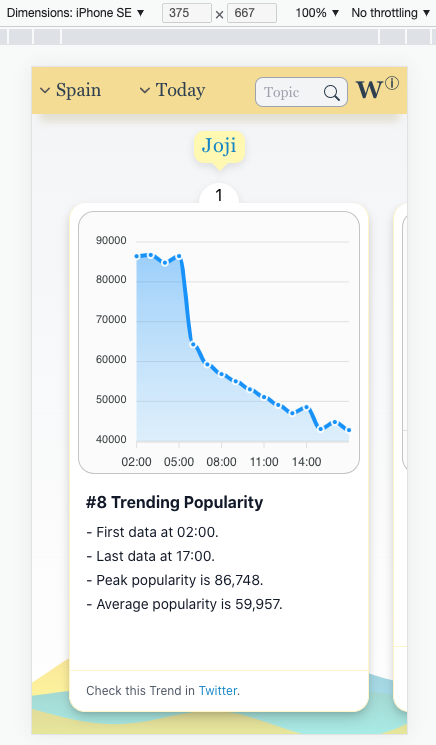 Dimensions: iPhone SE ▼ 375 × 667 100% ▼ No throttling ▼
Spain Today Topic W ⓘ
Joji
1
90000
80000
70000
60000
50000
40000
02:00 05:00 08:00 11:00 14:00
#8 Trending Popularity
- First data at 02:00.
- Last data at 17:00.
- Peak popularity is 86,748.
- Average popularity is 59,957.
Check this Trend in Twitter.